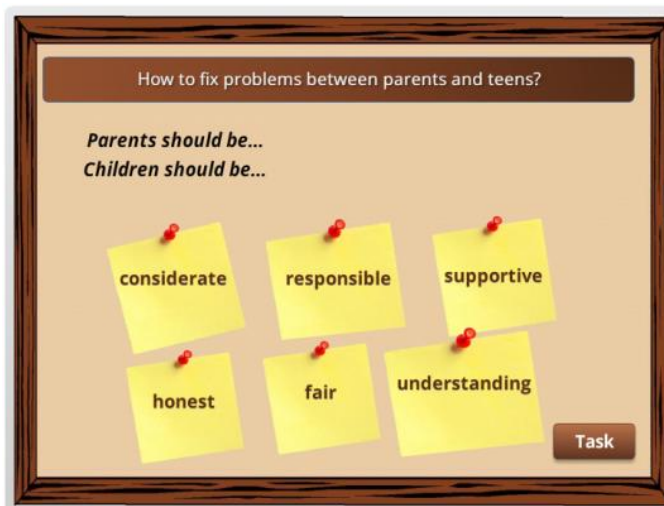 How to fix problems between parents and teens?
Parents should be...
Children should be...
considerate
responsible
supportive
honest
fair
understanding
Task